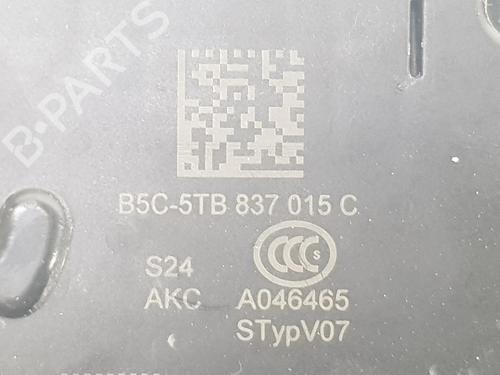 B-PARTS
B5C-5TB 837 015 C
S24
CCC S
AKC A046465
STypV07